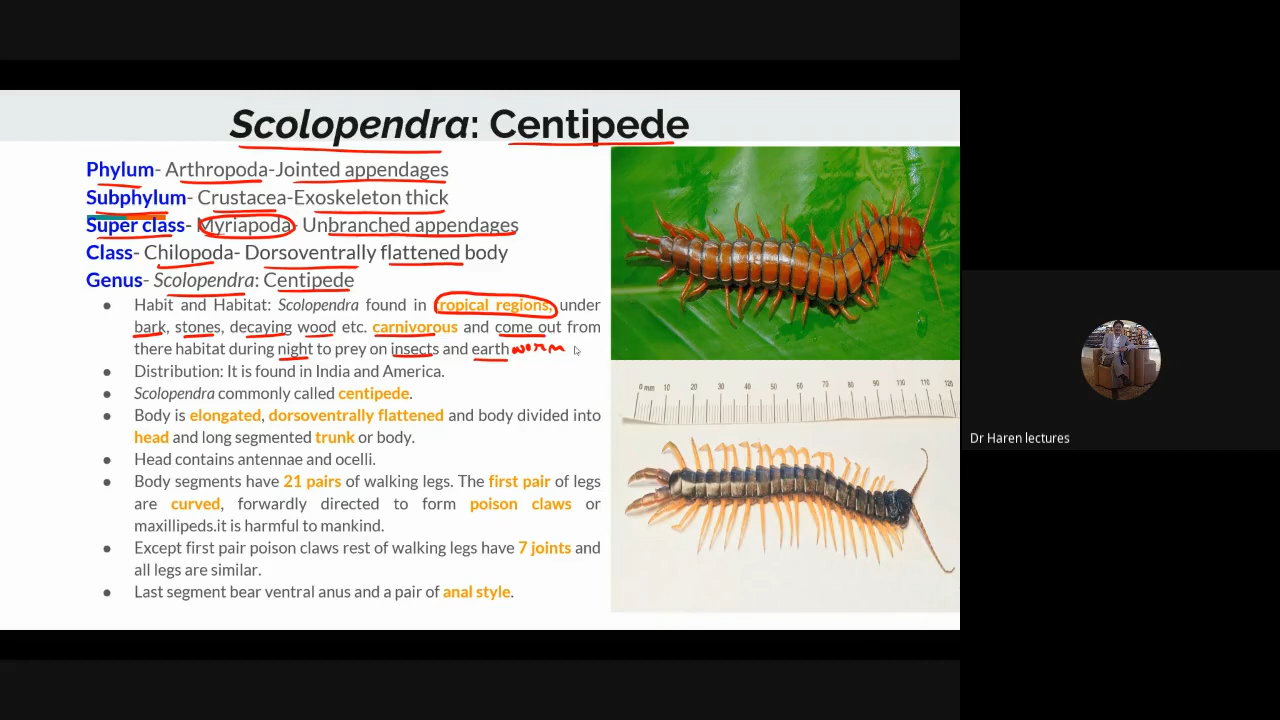 Scolopendra: Centipede
Phylum- Arthropoda-Jointed appendages
Subphylum- Crustacea-Exoskeleton thick
Super class- Myriapoda- Unbranched appendages
Class- Chilopoda- Dorsoventrally flattened body
Genus- Scolopendra: Centipede
● Habit and Habitat: Scolopendra found in tropical regions, under
bark, stones, decaying wood etc. carnivorous and come out from
there habitat during night to prey on insects and earth worm
● Distribution: It is found in India and America.
● Scolopendra commonly called centipede.
● Body is elongated, dorsoventrally flattened and body divided into
head and long segmented trunk or body.
● Head contains antennae and ocelli.
● Body segments have 21 pairs of walking legs. The first pair of legs
are curved, forwardly directed to form poison claws or
maxillipeds.it is harmful to mankind.
● Except first pair poison claws rest of walking legs have 7 joints and
all legs are similar.
● Last segment bear ventral anus and a pair of anal style.
0 mm 10 20 30 40 50 60 70 80 90 100 110 120
Dr Haren lectures